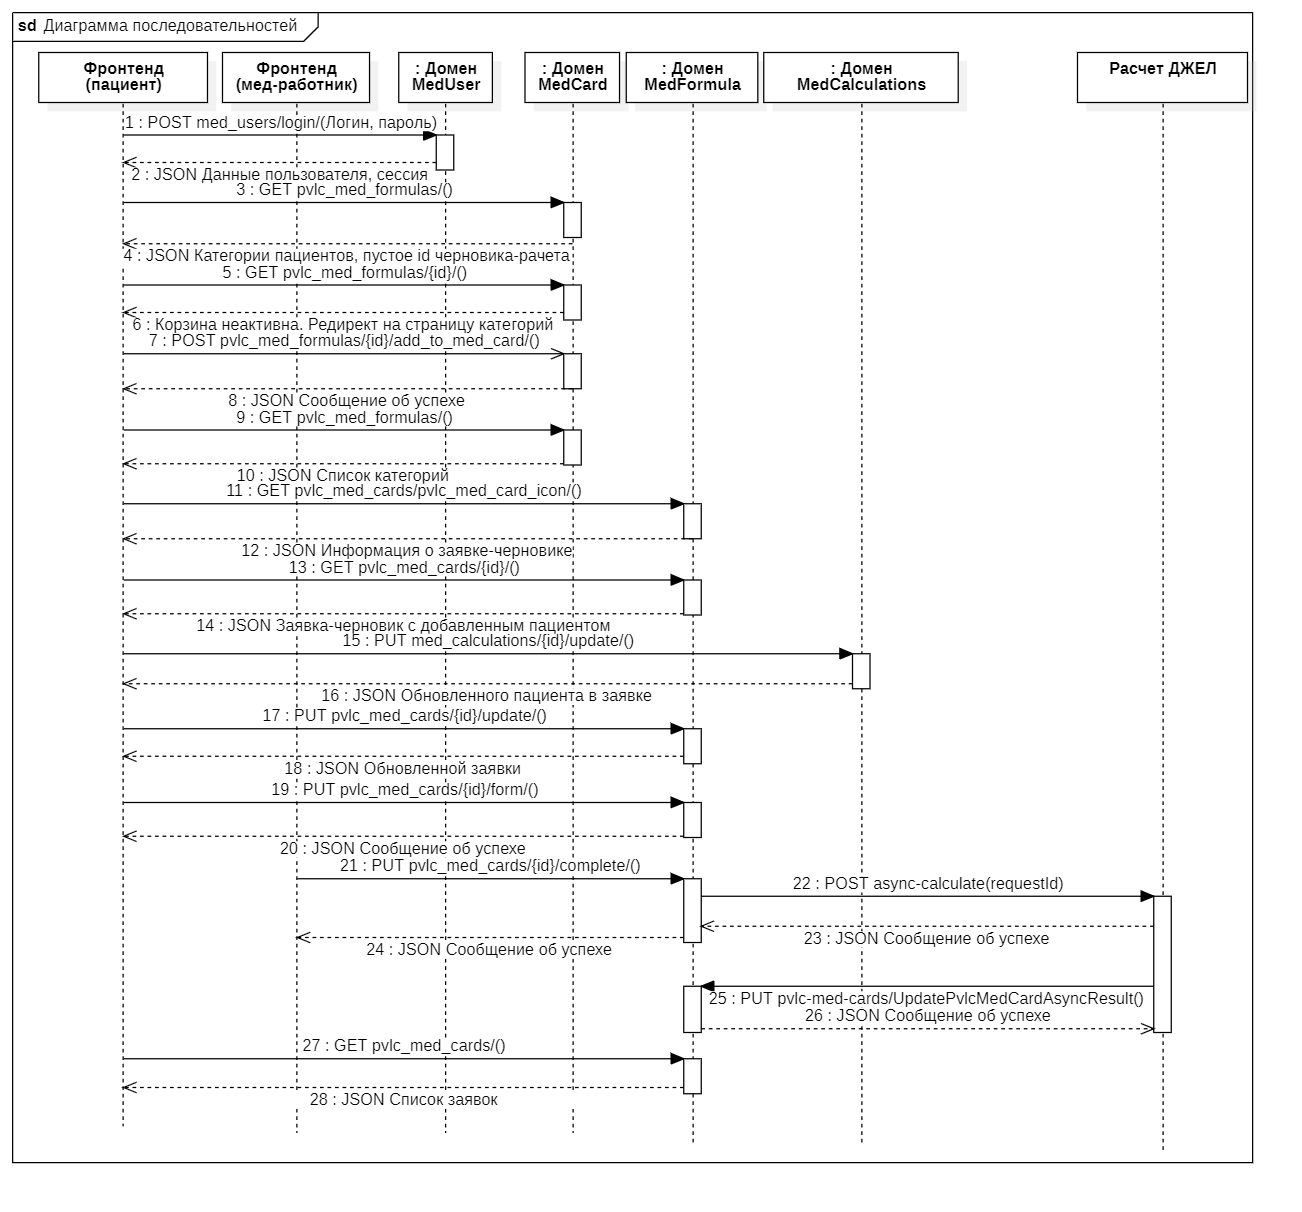 sd Диаграмма последовательностей
Фронтенд
(пациент)
Фронтенд
(мед-работник)
: Домен
MedUser
: Домен
MedCard
: Домен
MedFormula
: Домен
MedCalculations
Расчет ДЖЕЛ
1 : POST med_users/login/(Логин, пароль)
2 : JSON Данные пользователя, сессия
3 : GET pvlc_med_formulas/()
4 : JSON Категории пациентов, пустое id черновика-рачета
5 : GET pvlc_med_formulas/{id}/()
6 : Корзина неактивна. Редирект на страницу категорий
7 : POST pvlc_med_formulas/{id}/add_to_med_card/()
8 : JSON Сообщение об успехе
9 : GET pvlc_med_formulas/()
10 : JSON Список категорий
11 : GET pvlc_med_cards/pvlc_med_card_icon/()
12 : JSON Информация о заявке-черновике
13 : GET pvlc_med_cards/{id}/()
14 : JSON Заявка-черновик с добавленным пациентом
15 : PUT med_calculations/{id}/update/()
16 : JSON Обновленного пациента в заявке
17 : PUT pvlc_med_cards/{id}/update/()
18 : JSON Обновленной заявки
19 : PUT pvlc_med_cards/{id}/form/()
20 : JSON Сообщение об успехе
21 : PUT pvlc_med_cards/{id}/complete/()
22 : POST async-calculate(requestId)
23 : JSON Сообщение об успехе
24 : JSON Сообщение об успехе
25 : PUT pvlc-med-cards/UpdatePvlcMedCardAsyncResult()
26 : JSON Сообщение об успехе
27 : GET pvlc_med_cards/()
28 : JSON Список заявок